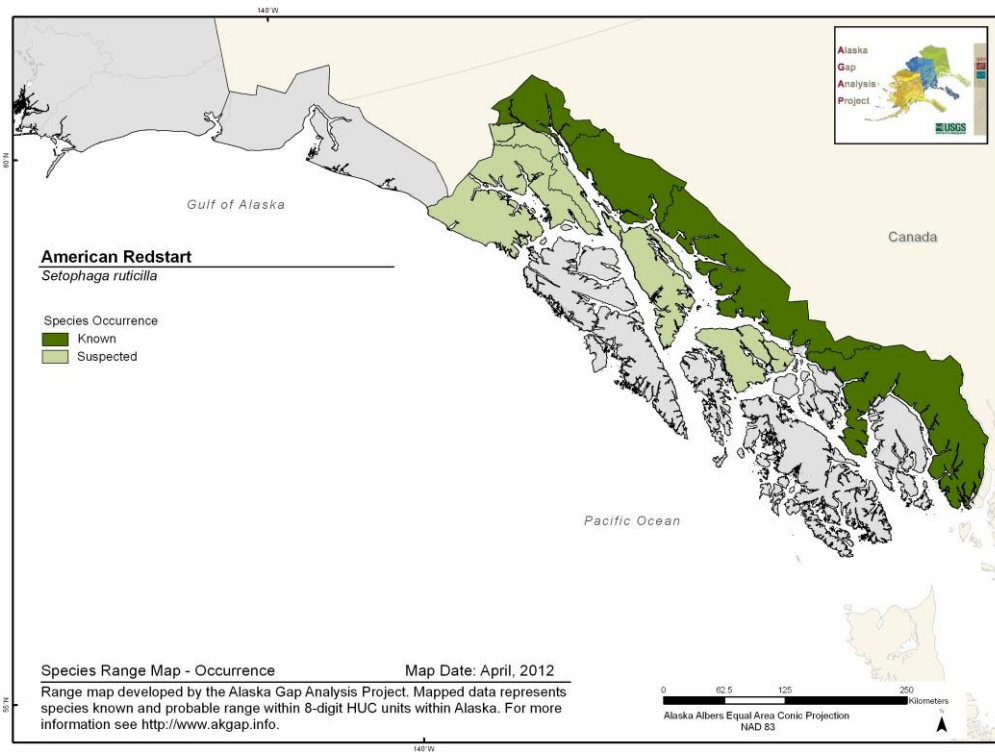 140°W
Alaska
Gap
Analysis
Project
USGS
60°N
Gulf of Alaska
Canada
American Redstart
Setophaga ruticilla
Species Occurrence
Known
Suspected
Pacific Ocean
Species Range Map - Occurrence Map Date: April, 2012
Range map developed by the Alaska Gap Analysis Project. Mapped data represents
species known and probable range within 8-digit HUC units within Alaska. For more
information see http://www.akgap.info.
0 62.5 125 250
Kilometers
Alaska Albers Equal Area Conic Projection
NAD 83
N
55°N
140°W